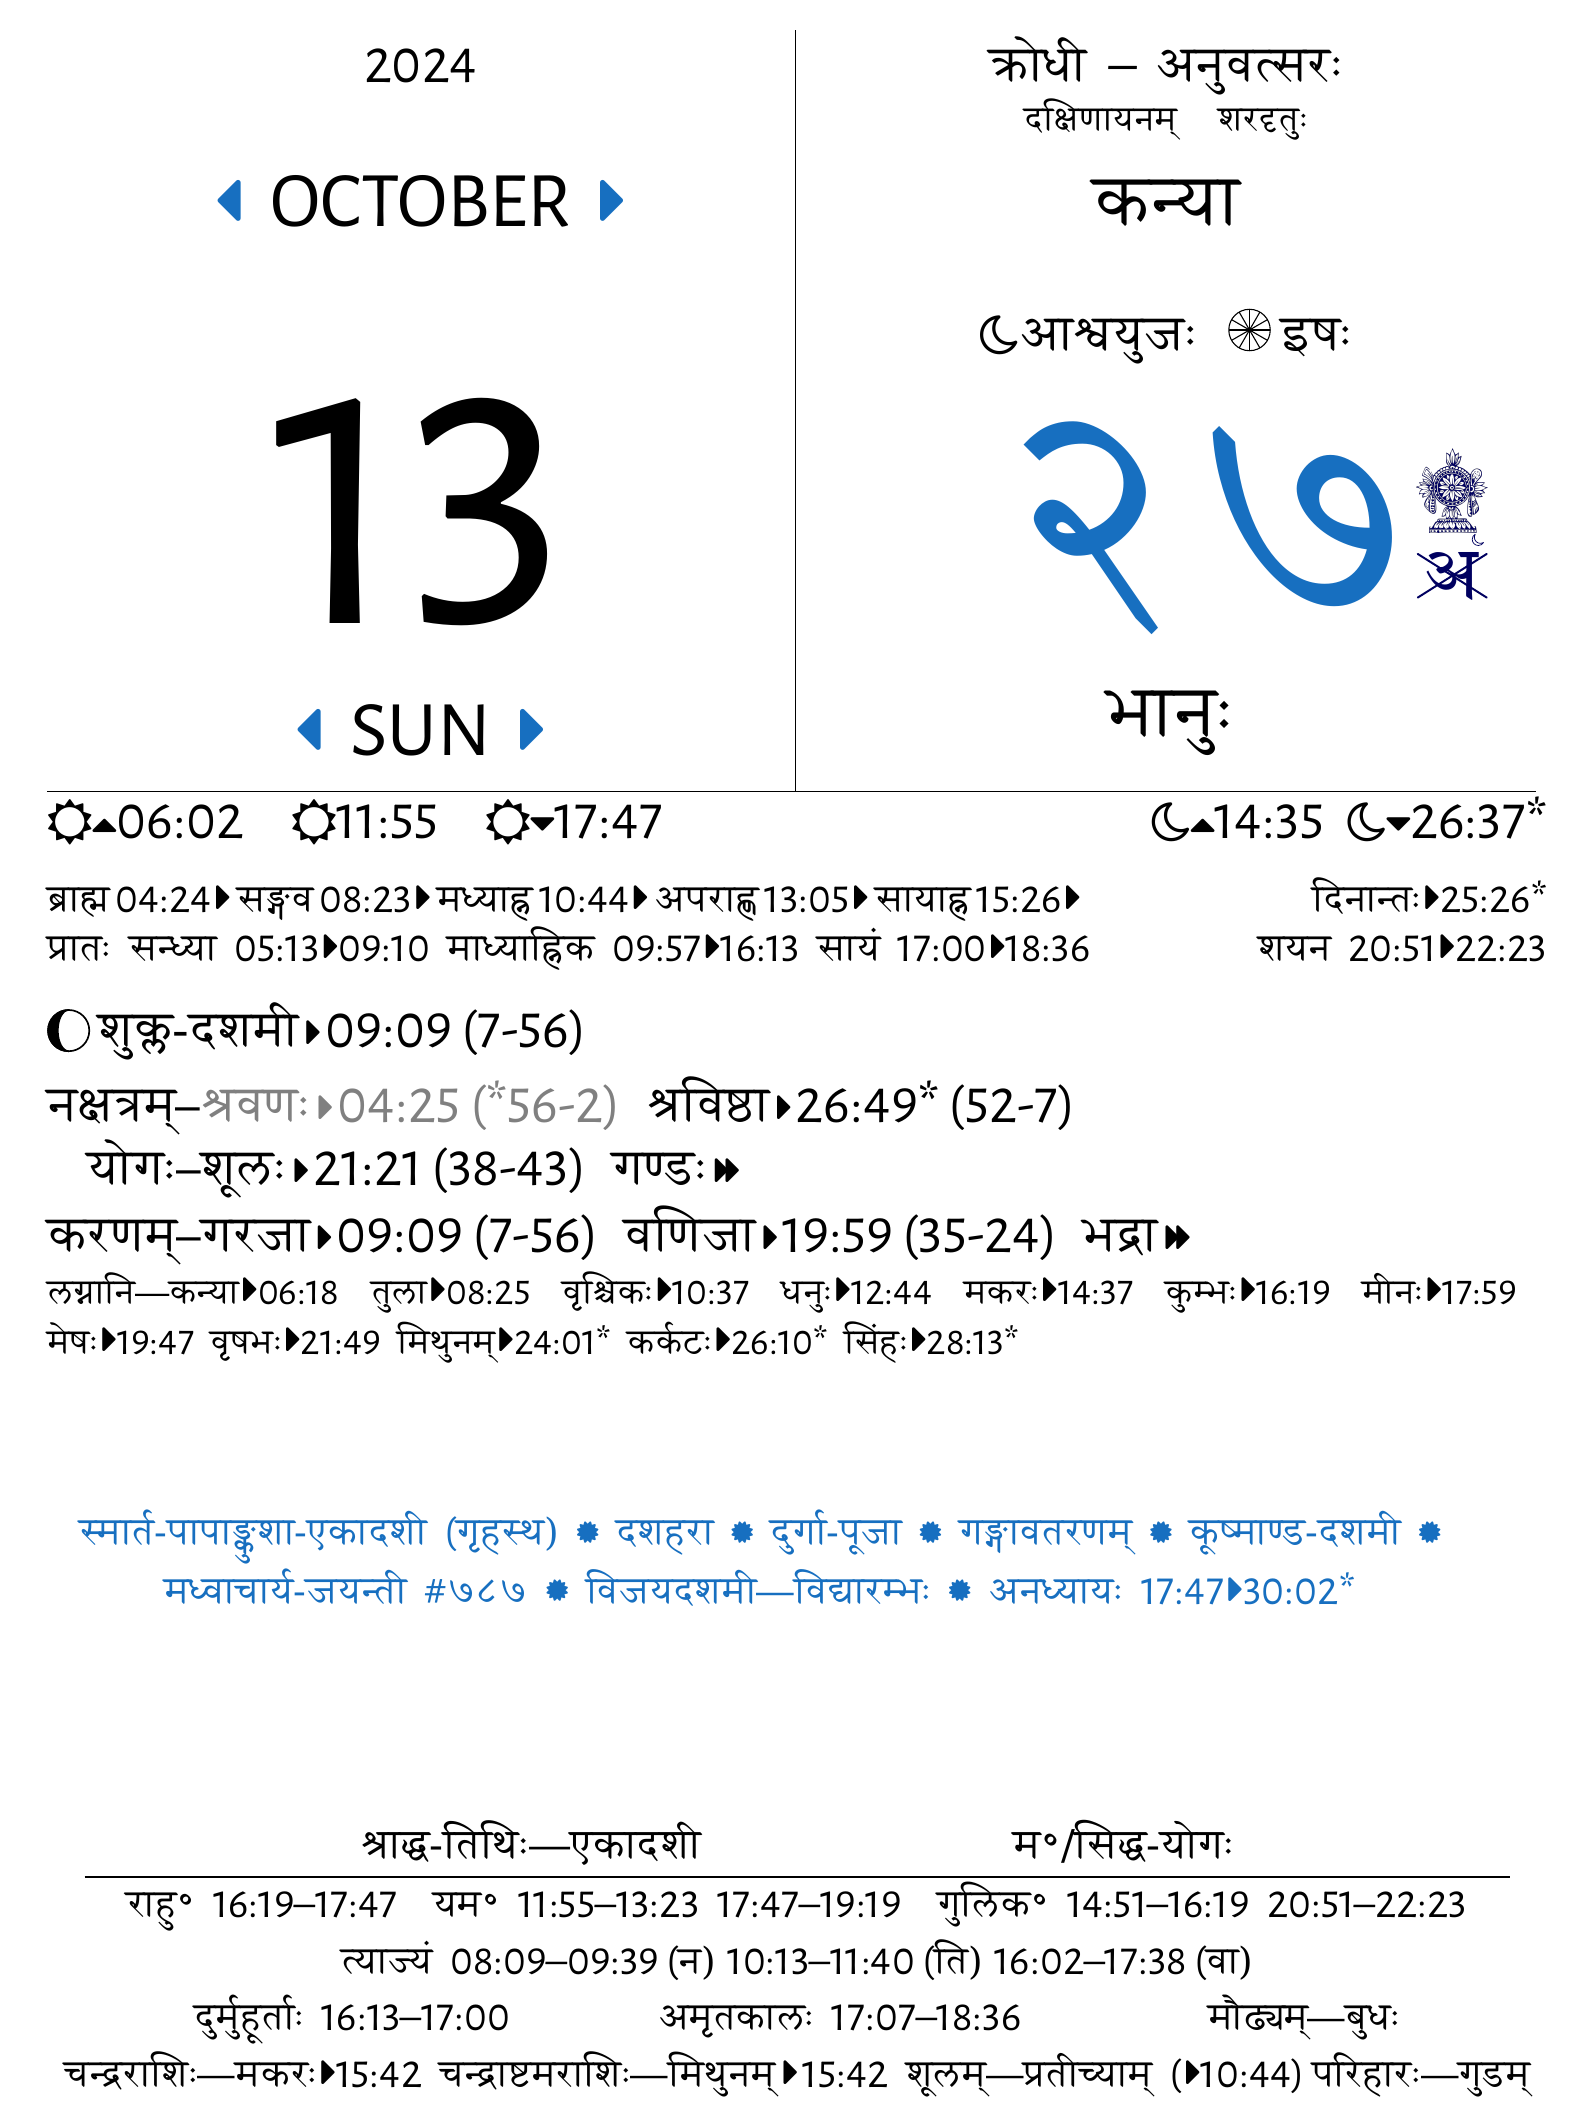 2024
OCTOBER
13
SUN
क्रोधी – अनुवत्सरः
दक्षिणायनम् शरदृतुः
कन्या
आश्वयुजः इषः
२७
अ
भानुः
06:02 11:55 17:47 14:35 26:37*
ब्राह्म 04:24 सङ्गव 08:23 मध्याह्न 10:44 अपराह्ण 13:05 सायाह्न 15:26 दिनान्तः 25:26*
प्रातः सन्ध्या 05:13 09:10 माध्याह्निक 09:57 16:13 सायं 17:00 18:36 शयन 20:51 22:23
शुक्ल-दशमी 09:09 (7-56)
नक्षत्रम्–श्रवणः 04:25 (*56-2) श्रविष्ठा 26:49* (52-7)
योगः–शूलः 21:21 (38-43) गण्डः
करणम्–गरजा 09:09 (7-56) वणिजा 19:59 (35-24) भद्रा
लग्नानि—कन्या 06:18 तुला 08:25 वृश्चिकः 10:37 धनुः 12:44 मकरः 14:37 कुम्भः 16:19 मीनः 17:59
मेषः 19:47 वृषभः 21:49 मिथुनम् 24:01* कर्कटः 26:10* सिंहः 28:13*
स्मार्त-पापाङ्कुशा-एकादशी (गृहस्थ) ✹ दशहरा ✹ दुर्गा-पूजा ✹ गङ्गावतरणम् ✹ कूष्माण्ड-दशमी ✹
मध्वाचार्य-जयन्ती #७८७ ✹ विजयदशमी—विद्यारम्भः ✹ अनध्यायः 17:47 30:02*
श्राद्ध-तिथिः—एकादशी म°/सिद्ध-योगः
राहु° 16:19–17:47 यम° 11:55–13:23 17:47–19:19 गुलिक° 14:51–16:19 20:51–22:23
त्याज्यं 08:09–09:39 (न) 10:13–11:40 (ति) 16:02–17:38 (वा)
दुर्मुहूर्ताः 16:13–17:00 अमृतकालः 17:07–18:36 मौढ्यम्—बुधः
चन्द्रराशिः—मकरः 15:42 चन्द्राष्टमराशिः—मिथुनम् 15:42 शूलम्—प्रतीच्याम् ( 10:44) परिहारः—गुडम्